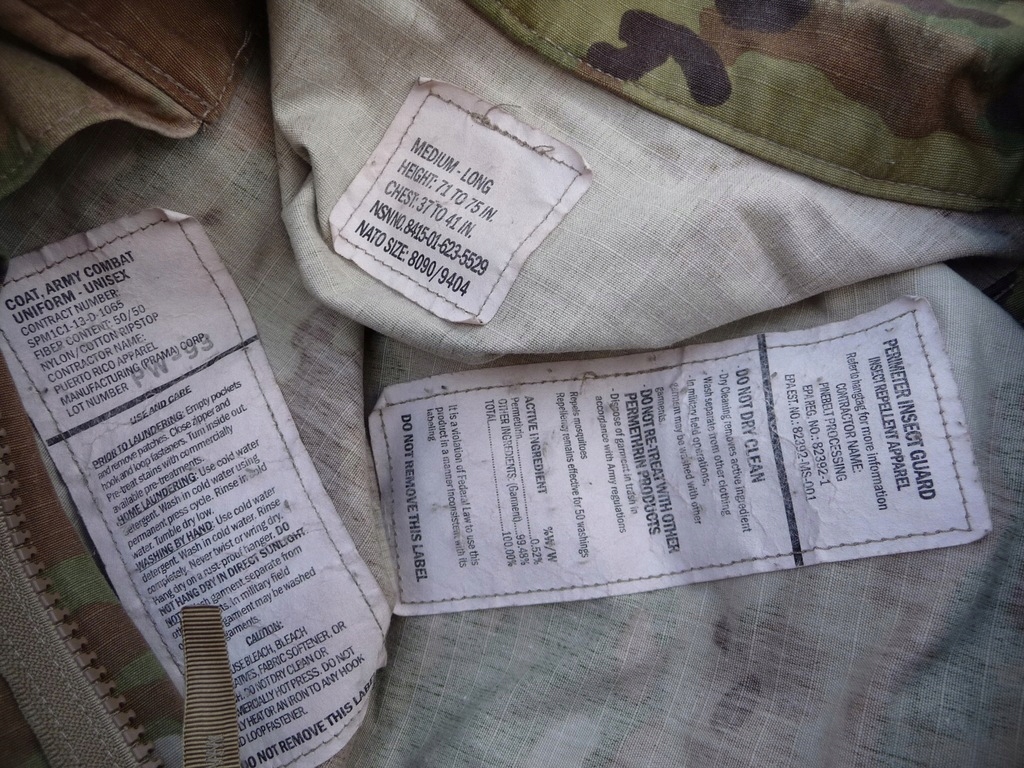 COAT, ARMY COMBAT
UNIFORM - UNISEX
CONTRACT NUMBER:
SPM1C1-13-D-1065
FIBER CONTENT: 50/50
NYLON/COTTON RIPSTOP
CONTRACTOR NAME:
PUERTO RICO APPAREL
MANUFACTURING (PRAMA) CORP.
LOT NUMBER
USE AND CARE
PRIOR TO LAUNDERING: Empty pockets
and remove patches. Close zipper and
hook and loop fasteners. Turn inside out.
Pre-treat stains with commercially
available pre-treatments.
HOME LAUNDERING: Use cold water
detergent. Wash in cold water using
permanent press cycle. Rinse in cold
water. Tumble dry low.
WASHING BY HAND: Use cold water
detergent. Wash in cold water. Rinse
completely. Never twist or wring dry.
Hang dry on a rust-proof hanger. DO
NOT HANG DRY IN DIRECT SUNLIGHT.
garment separate from
In military field
garment may be washed
garments.
CAUTION:
USE BLEACH, BLEACH
FABRIC SOFTENER, OR
DO NOT DRY CLEAN OR
HOT PRESS. DO NOT
HEAT OR AN IRON TO ANY HOOK
LOOP FASTENER.
DO NOT REMOVE THIS LABEL
MEDIUM - LONG
HEIGHT: 71 TO 75 IN.
CHEST: 37 TO 41 IN.
NSN NO. 8415-01-623-5529
NATO SIZE: 8090/9404
PERIMETER INSECT GUARD
INSECT REPELLENT APPAREL
Refer to hangtag for more information
CONTRACTOR NAME:
PINEBELT PROCESSING
EPA REG. NO.: 82392-1
EPA EST. NO.: 82392-MS-001
DO NOT DRY CLEAN
-Dry Cleaning removes active ingredient
Wash separate from other clothing
-In military field operations,
garment may be washed with other
garments.
DO NOT RE-TREAT WITH OTHER
PERMETHRIN PRODUCTS
-Dispose of garment in trash in
accordance with Army regulations
Repels mosquitoes
Repellency remains effective for 50 washings
ACTIVE INGREDIENT %W/W
Permethrin 0.52%
OTHER INGREDIENTS: (Garment) 99.48%
TOTAL 100.00%
It is a violation of Federal Law to use this
product in a manner inconsistent with its
labeling
DO NOT REMOVE THIS LABEL